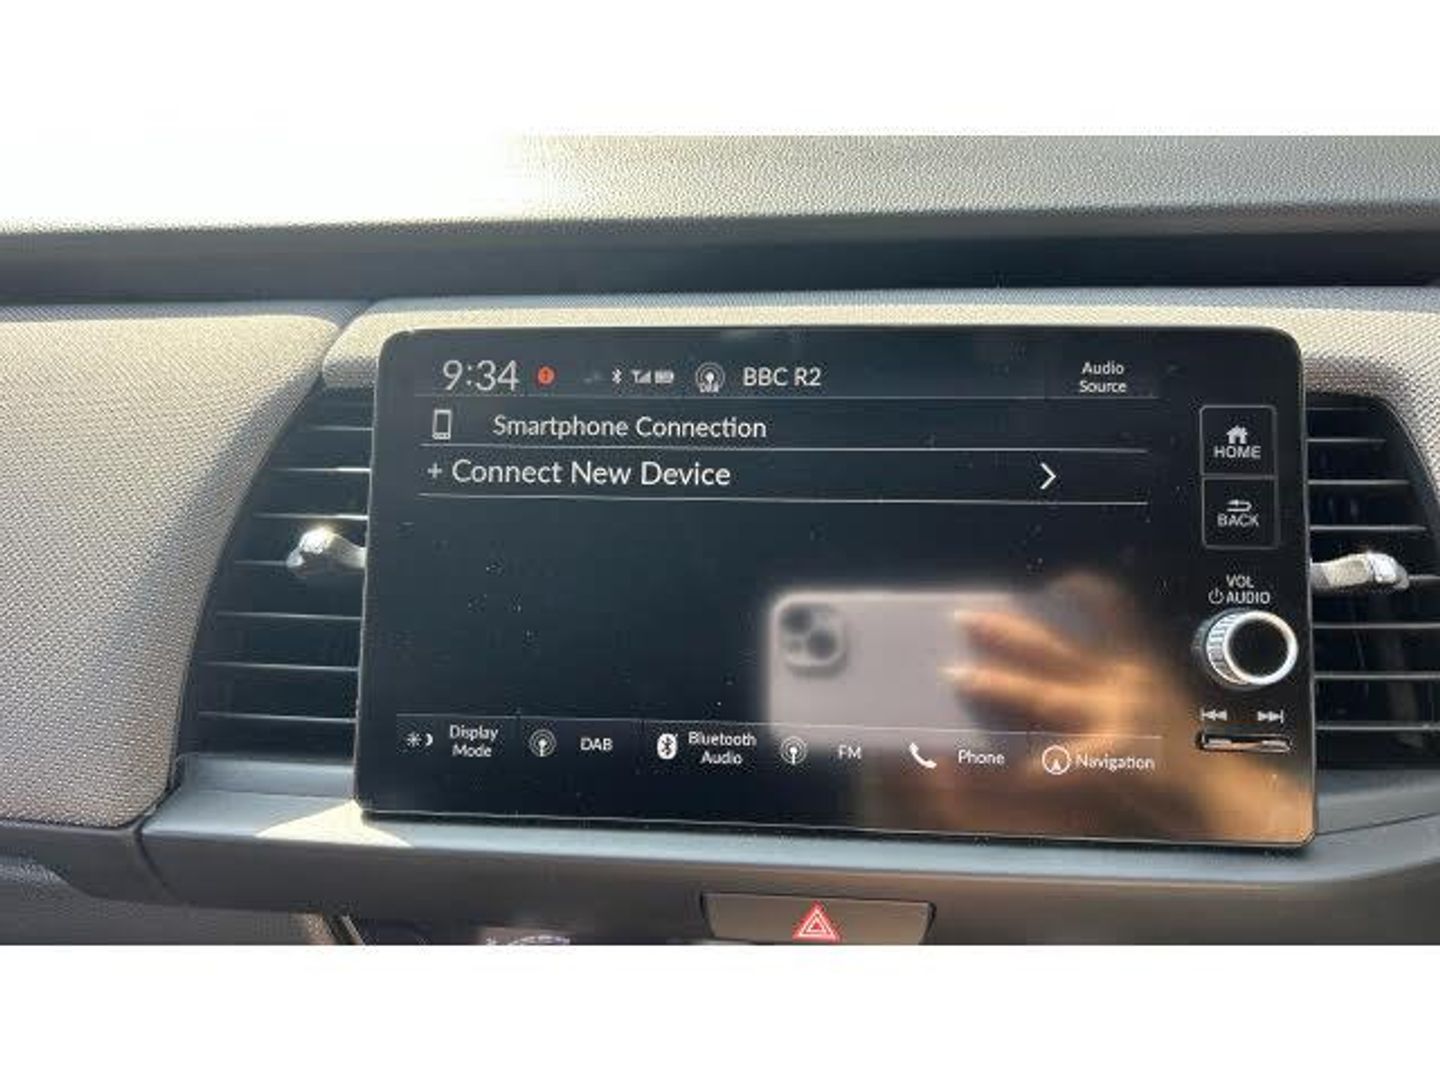 9:34 BBC R2 Audio Source
Smartphone Connection
+ Connect New Device
HOME
BACK
VOL
AUDIO
Display Mode DAB Bluetooth Audio FM Phone Navigation